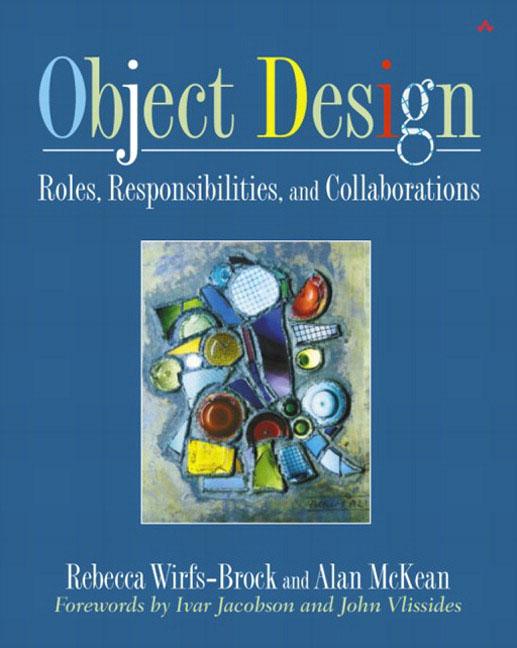 Object Design
Roles, Responsibilities, and Collaborations
Rebecca Wirfs-Brock and Alan McKean
Forewords by Ivar Jacobson and John Vlissides